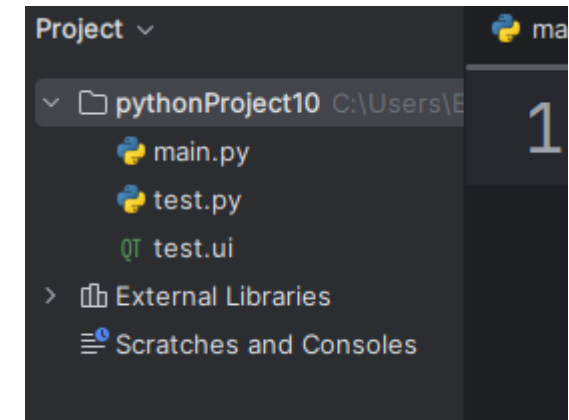 Project
ma
pythonProject10 C:\Users\E
main.py
1
test.py
QT test.ui
External Libraries
Scratches and Consoles